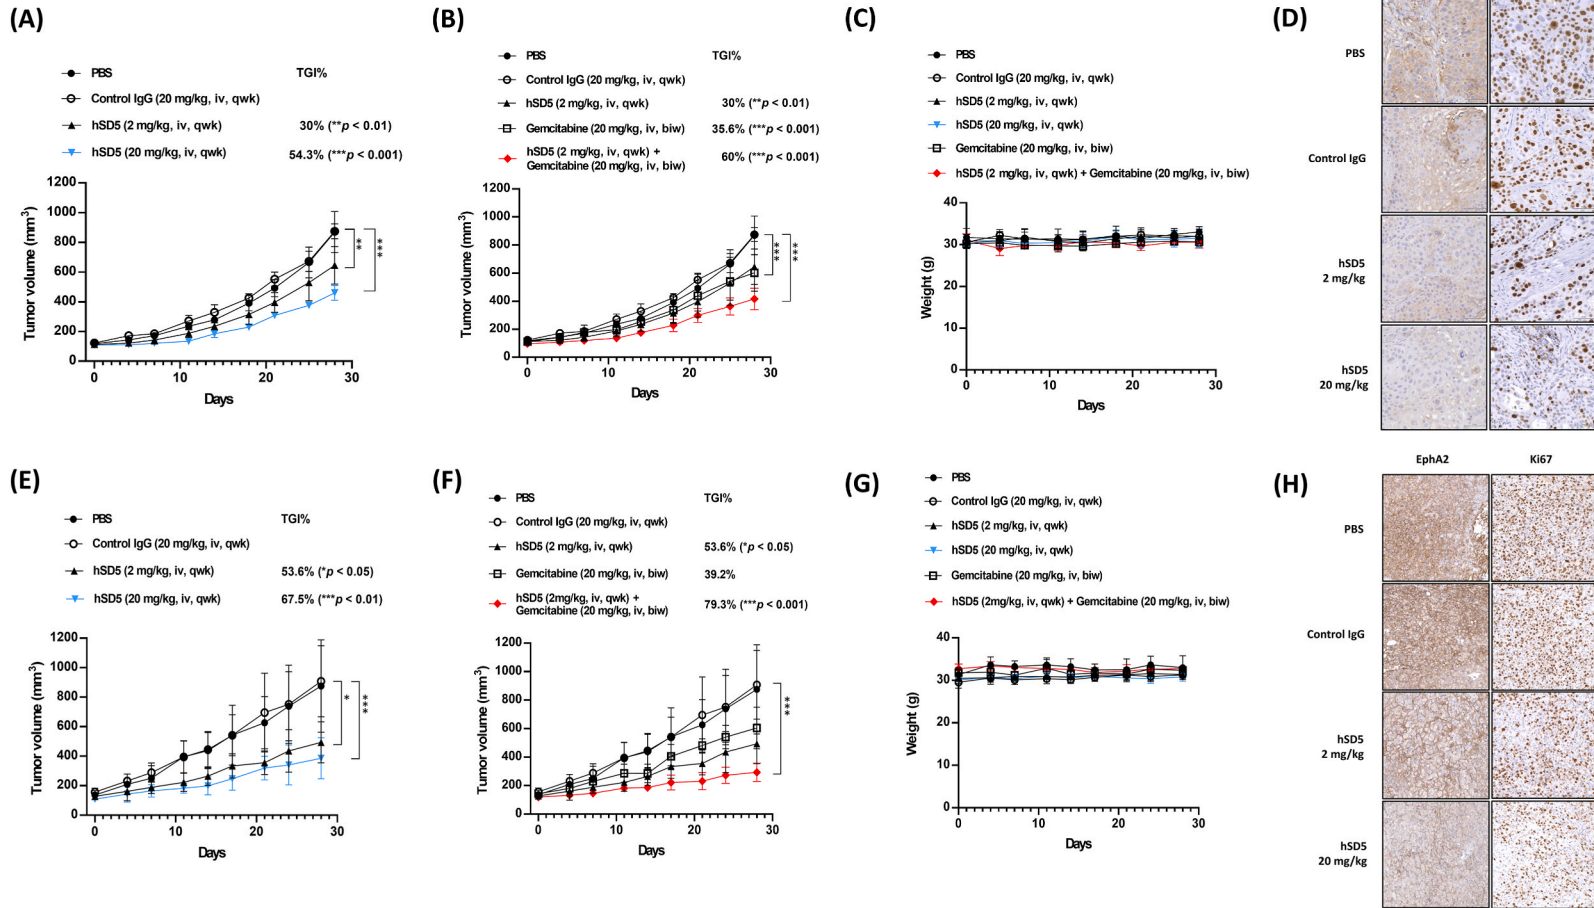 (A)
PBS TGI%
Control IgG (20 mg/kg, iv, qwk)
hSD5 (2 mg/kg, iv, qwk) 30% (**p < 0.01)
hSD5 (20 mg/kg, iv, qwk) 54.3% (***p < 0.001)
Tumor volume (mm³)
1200
1000
800
600
400
200
0
0 10 20 30
Days
** ***
(B)
PBS TGI%
Control IgG (20 mg/kg, iv, qwk)
hSD5 (2 mg/kg, iv, qwk) 30% (**p < 0.01)
Gemcitabine (20 mg/kg, iv, biw) 35.6% (***p < 0.001)
hSD5 (2 mg/kg, iv, qwk) +
Gemcitabine (20 mg/kg, iv, biw) 60% (***p < 0.001)
Tumor volume (mm³)
1200
1000
800
600
400
200
0
0 10 20 30
Days
*** ***
(C)
PBS
Control IgG (20 mg/kg, iv, qwk)
hSD5 (2 mg/kg, iv, qwk)
hSD5 (20 mg/kg, iv, qwk)
Gemcitabine (20 mg/kg, iv, biw)
hSD5 (2 mg/kg, iv, qwk) + Gemcitabine (20 mg/kg, iv, biw)
Weight (g)
40
30
20
10
0
0 10 20 30
Days
(D)
PBS
Control IgG
hSD5
2 mg/kg
hSD5
20 mg/kg
(E)
PBS TGI%
Control IgG (20 mg/kg, iv, qwk)
hSD5 (2 mg/kg, iv, qwk) 53.6% (*p < 0.05)
hSD5 (20 mg/kg, iv, qwk) 67.5% (***p < 0.01)
Tumor volume (mm³)
1200
1000
800
600
400
200
0
0 10 20 30
Days
* ***
(F)
PBS TGI%
Control IgG (20 mg/kg, iv, qwk)
hSD5 (2 mg/kg, iv, qwk) 53.6% (*p < 0.05)
Gemcitabine (20 mg/kg, iv, biw) 39.2%
hSD5 (2mg/kg, iv, qwk) +
Gemcitabine (20 mg/kg, iv, biw) 79.3% (***p < 0.001)
Tumor volume (mm³)
1200
1000
800
600
400
200
0
0 10 20 30
Days
***
(G)
PBS
Control IgG (20 mg/kg, iv, qwk)
hSD5 (2 mg/kg, iv, qwk)
hSD5 (20 mg/kg, iv, qwk)
Gemcitabine (20 mg/kg, iv, biw)
hSD5 (2mg/kg, iv, qwk) + Gemcitabine (20 mg/kg, iv, biw)
Weight (g)
40
30
20
10
0
0 10 20 30
Days
(H)
EphA2 Ki67
PBS
Control IgG
hSD5
2 mg/kg
hSD5
20 mg/kg